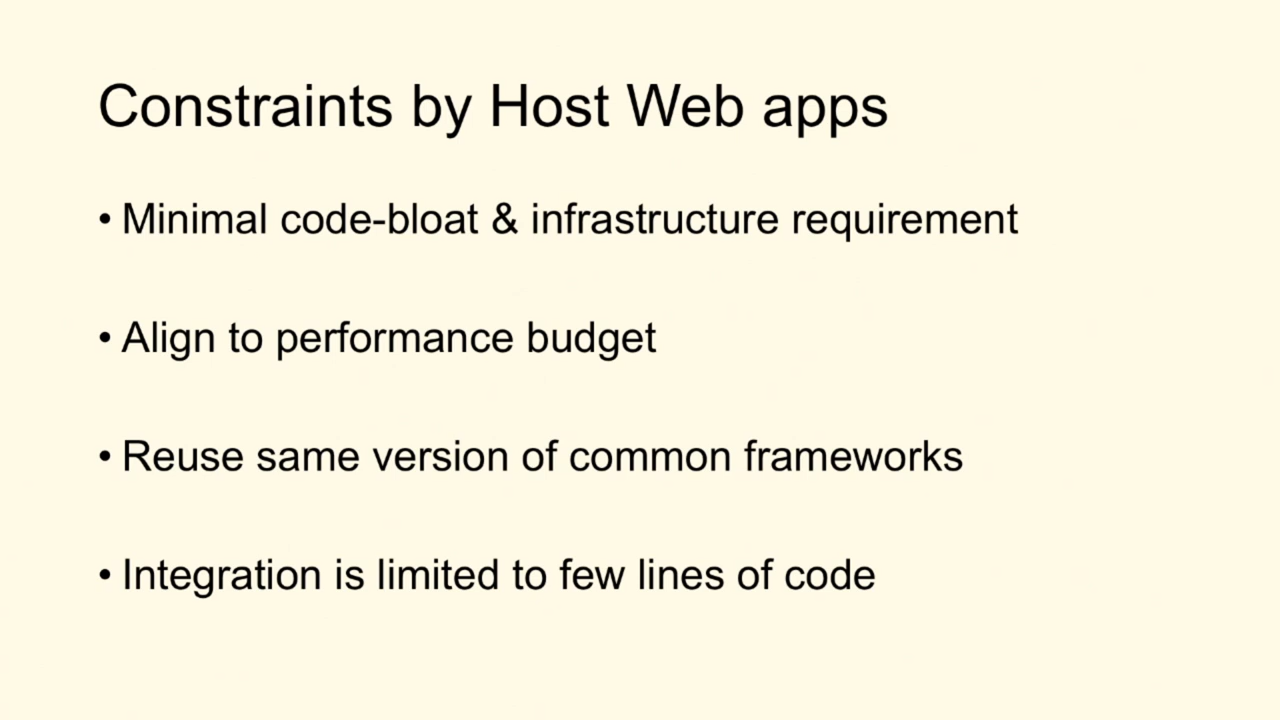 Constraints by Host Web apps
• Minimal code-bloat & infrastructure requirement
• Align to performance budget
• Reuse same version of common frameworks
• Integration is limited to few lines of code